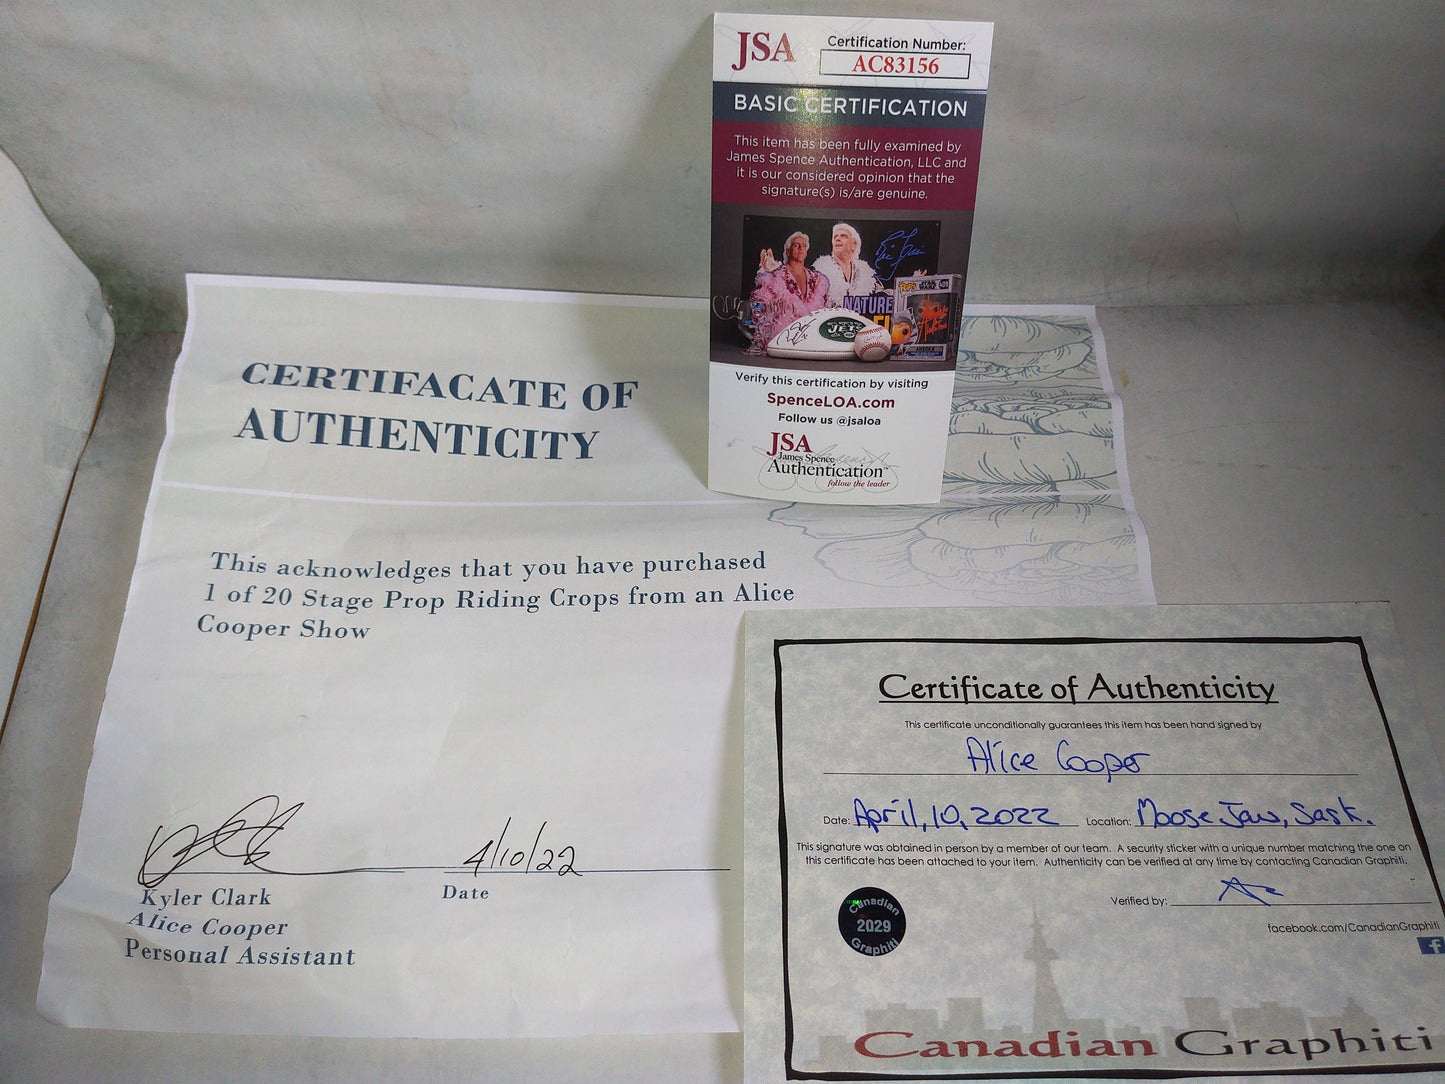 JSA
Certification Number:
AC83156
BASIC CERTIFICATION
This item has been fully examined by
James Spence Authentication, LLC and
it is our considered opinion that the
signature(s) is/are genuine.
NATURE
JETS
STAR WARS
Verify this certification by visiting
SpenceLOA.com
Follow us @jsaloa
JSA
James Spence
Authentication
follow the leader
CERTIFACATE OF
AUTHENTICITY
This acknowledges that you have purchased
1 of 20 Stage Prop Riding Crops from an Alice
Cooper Show
4/10/22
Kyler Clark
Date
Alice Cooper
Personal Assistant
Certificate of Authenticity
This certificate unconditionally guarantees this item has been hand signed by
Alice Cooper
Date: April, 10, 2022 Location: Moose Jaw, Sask.
This signature was obtained in person by a member of our team. A security sticker with a unique number matching the one on
this certificate has been attached to your item. Authenticity can be verified at any time by contacting Canadian Graphiti.
Verified by:
Canadian
2029
Graphiti
facebook.com/CanadianGraphiti
f
Canadian Graphiti